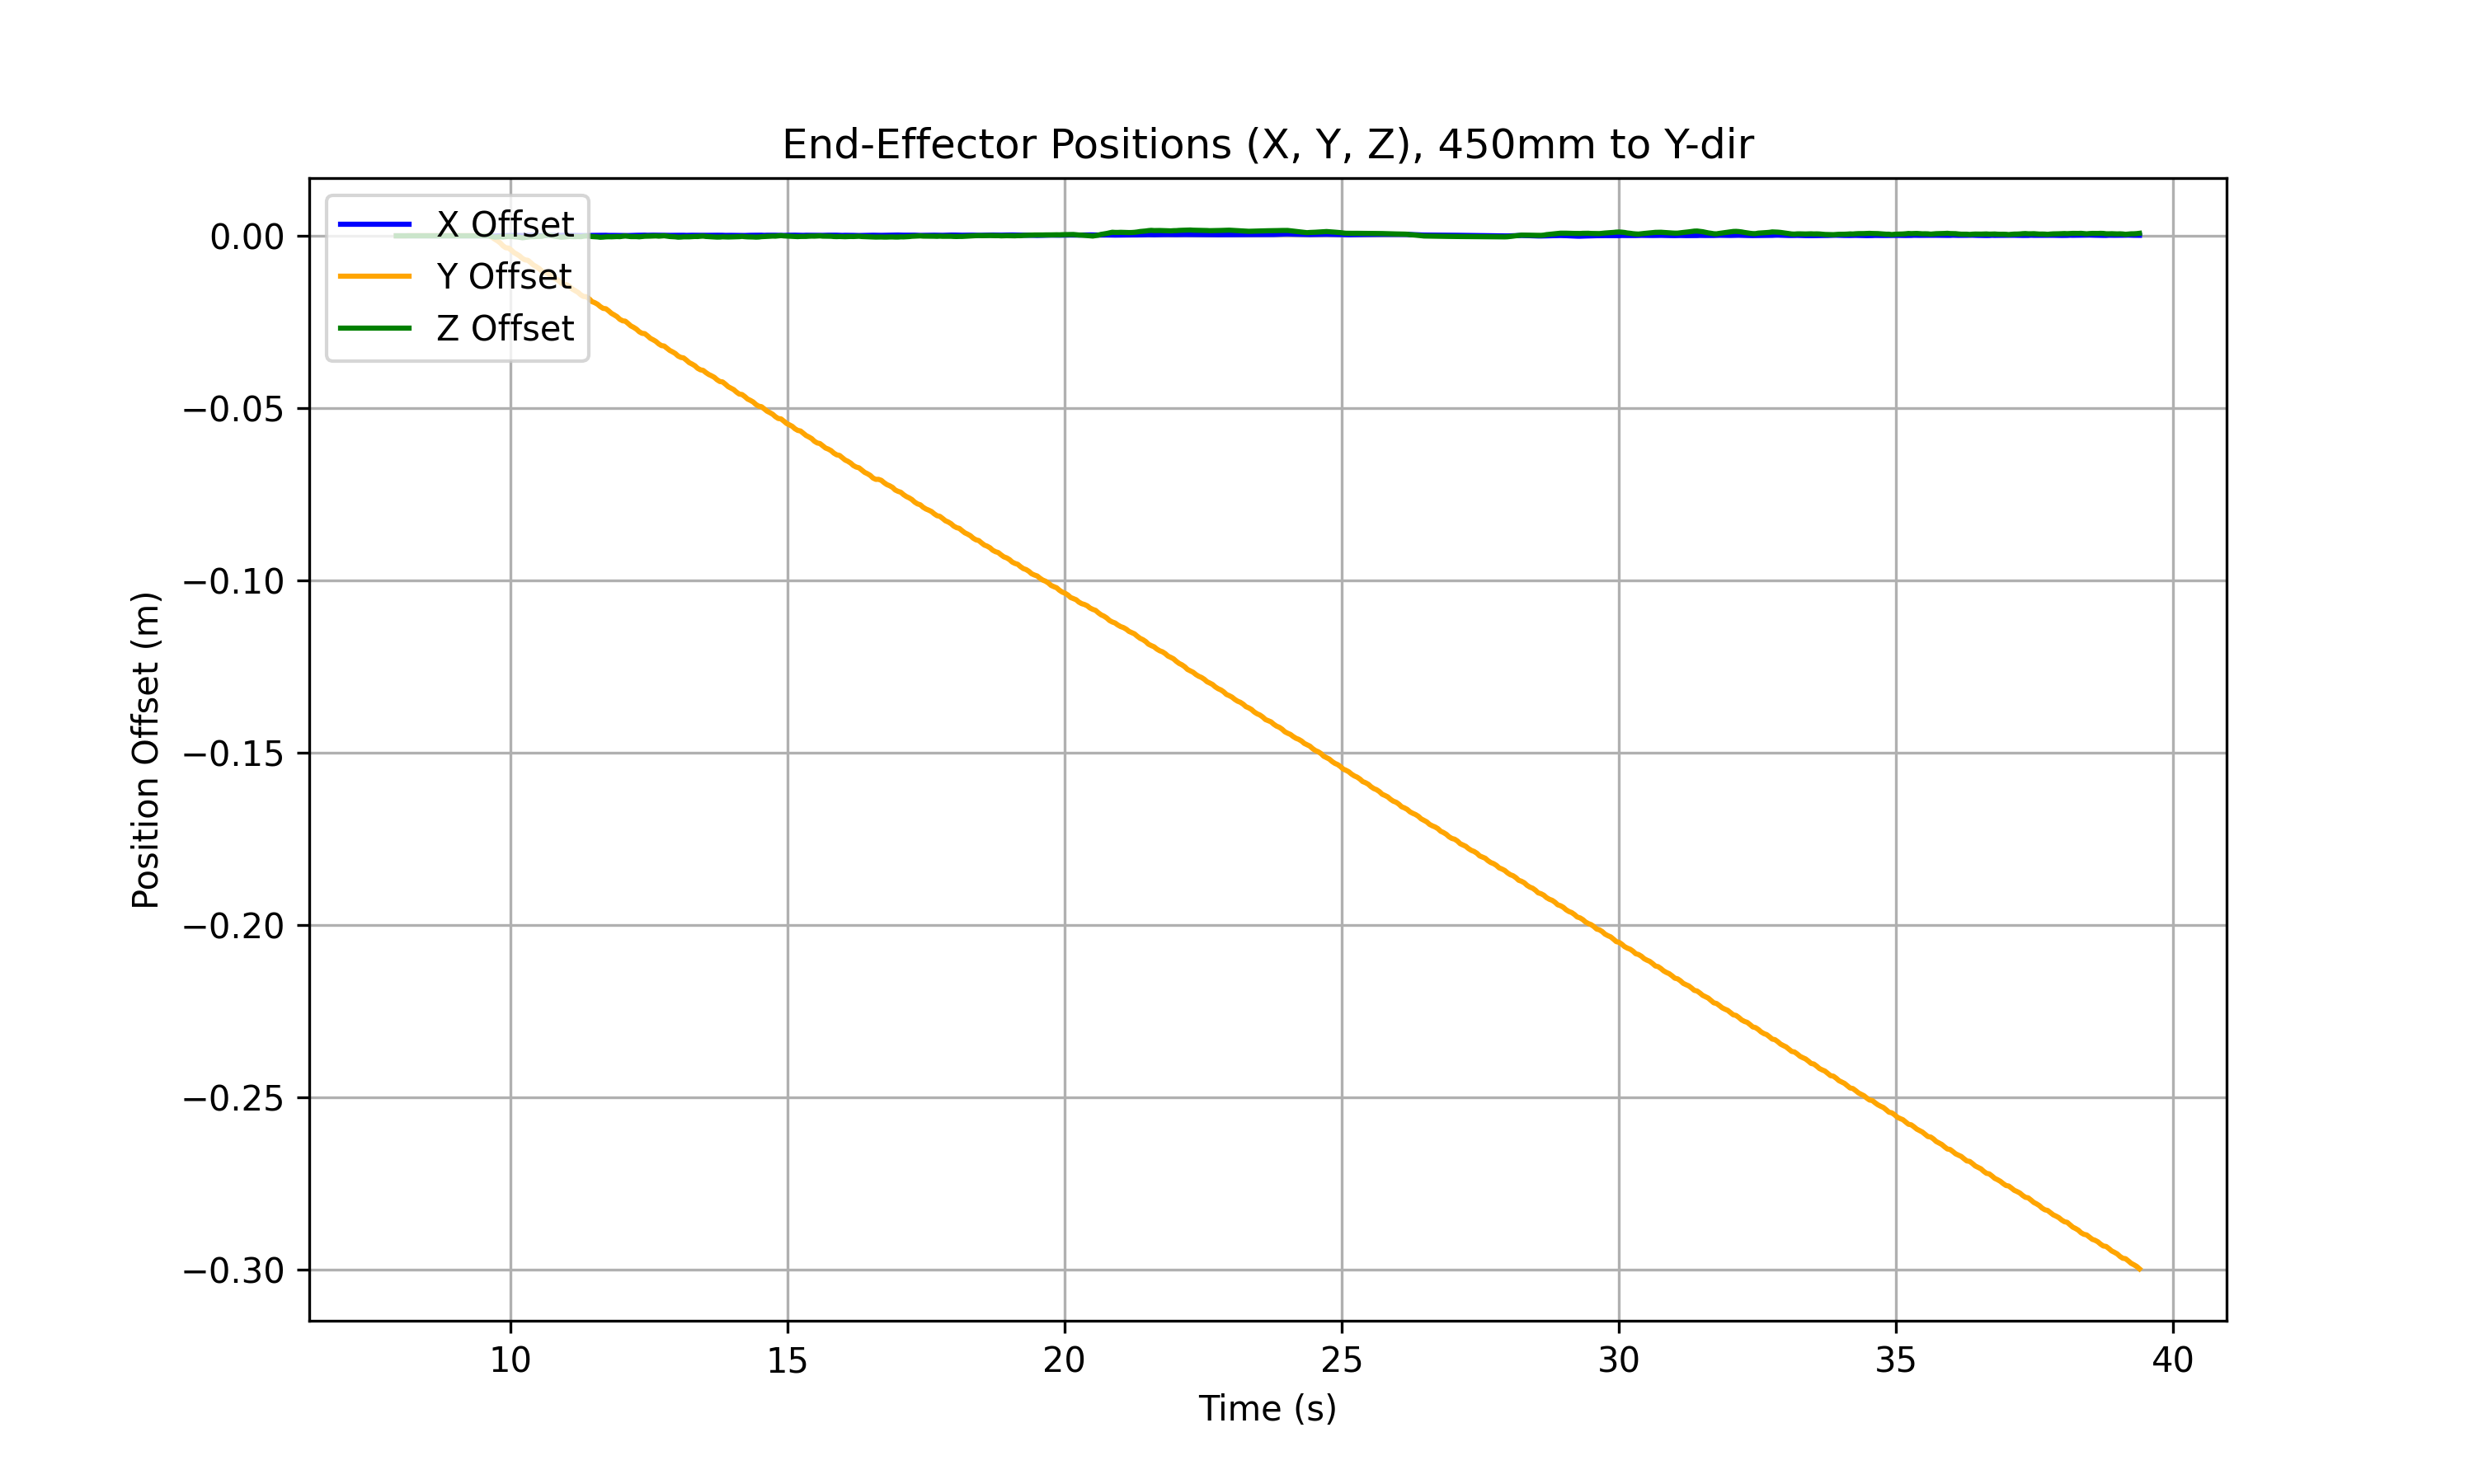 End-Effector Positions (X, Y, Z), 450mm to Y-dir
X Offset
Y Offset
Z Offset
0.00
−0.05
−0.10
−0.15
−0.20
−0.25
−0.30
Position Offset (m)
10 15 20 25 30 35 40
Time (s)